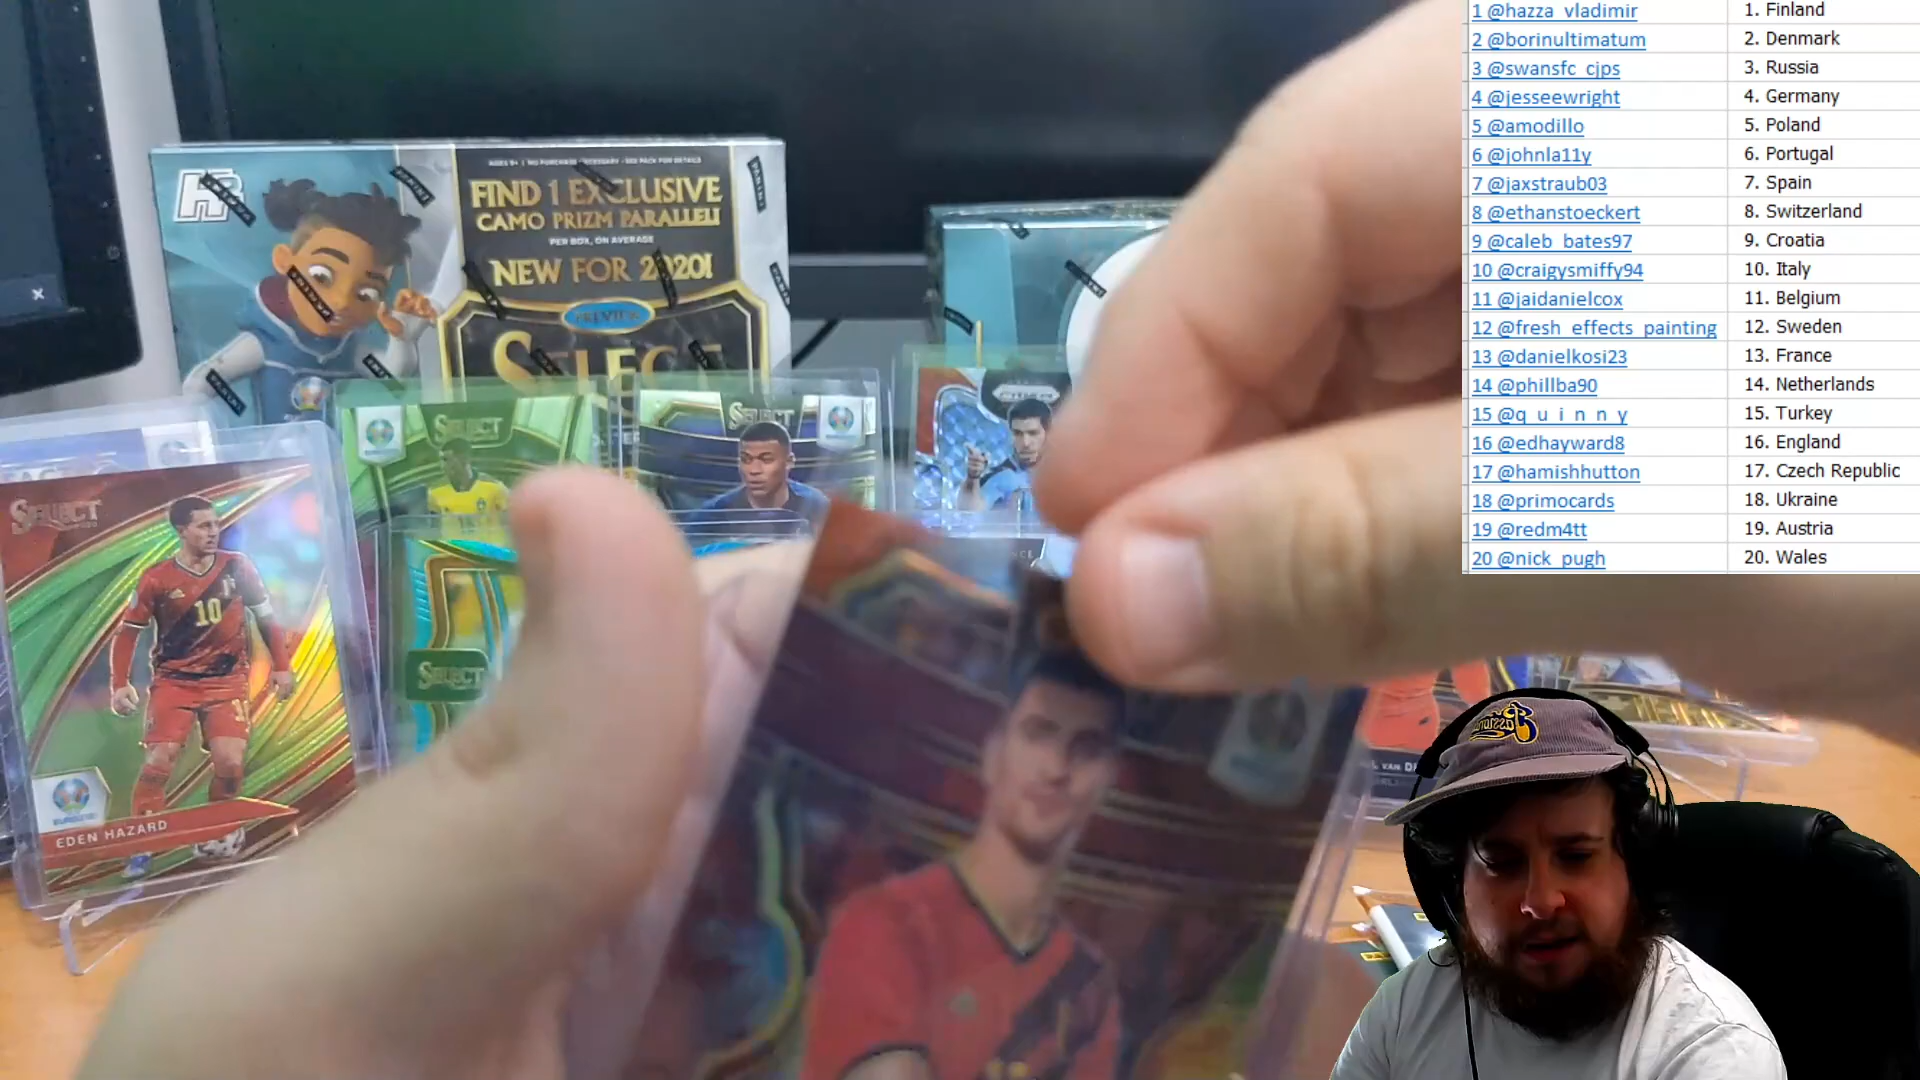 1 @hazza_vladimir 1. Finland
2 @borinultimatum 2. Denmark
3 @swansfc_cjps 3. Russia
4 @jesseewright 4. Germany
5 @amodillo 5. Poland
6 @johnla11y 6. Portugal
7 @jaxstraub03 7. Spain
8 @ethanstoeckert 8. Switzerland
9 @caleb_bates97 9. Croatia
10 @craigysmiffy94 10. Italy
11 @jaidanielcox 11. Belgium
12 @fresh_effects_painting 12. Sweden
13 @danielkosi23 13. France
14 @phillba90 14. Netherlands
15 @q_u_i_n_n_y 15. Turkey
16 @edhayward8 16. England
17 @hamishhutton 17. Czech Republic
18 @primocards 18. Ukraine
19 @redm4tt 19. Austria
20 @nick_pugh 20. Wales
FIND 1 EXCLUSIVE
CAMO PRIZM PARALLEL!
PER BOX, ON AVERAGE
NEW FOR 2020!
PREVIEW
SELECT
SELECT
SELECT
SELECT
10
SELECT
EDEN HAZARD